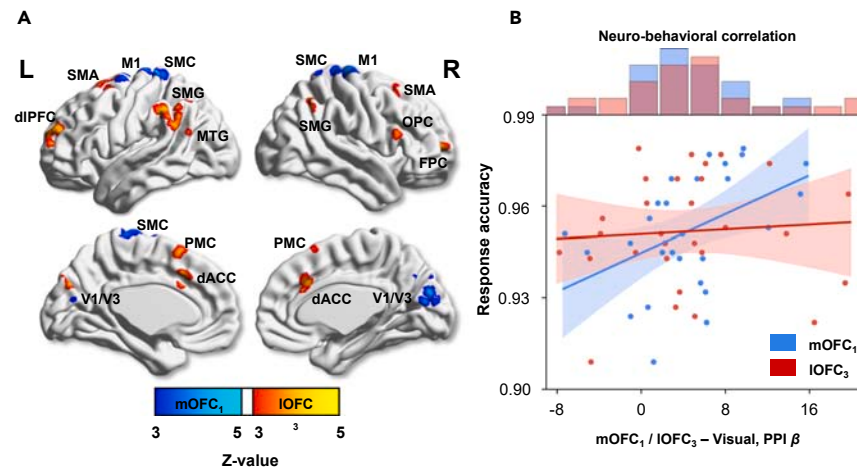 A
L
R
SMA
M1
SMC
SMG
dlPFC
MTG
SMC
M1
SMA
SMG
OPC
FPC
SMC
PMC
dACC
V1/V3
PMC
dACC
V1/V3
mOFC₁
lOFC
3
3
5
3
5
Z-value
B
Neuro-behavioral correlation
0.99
0.96
0.93
0.90
Response accuracy
mOFC₁
lOFC₃
-8
0
8
16
mOFC₁ / lOFC₃ – Visual, PPI β